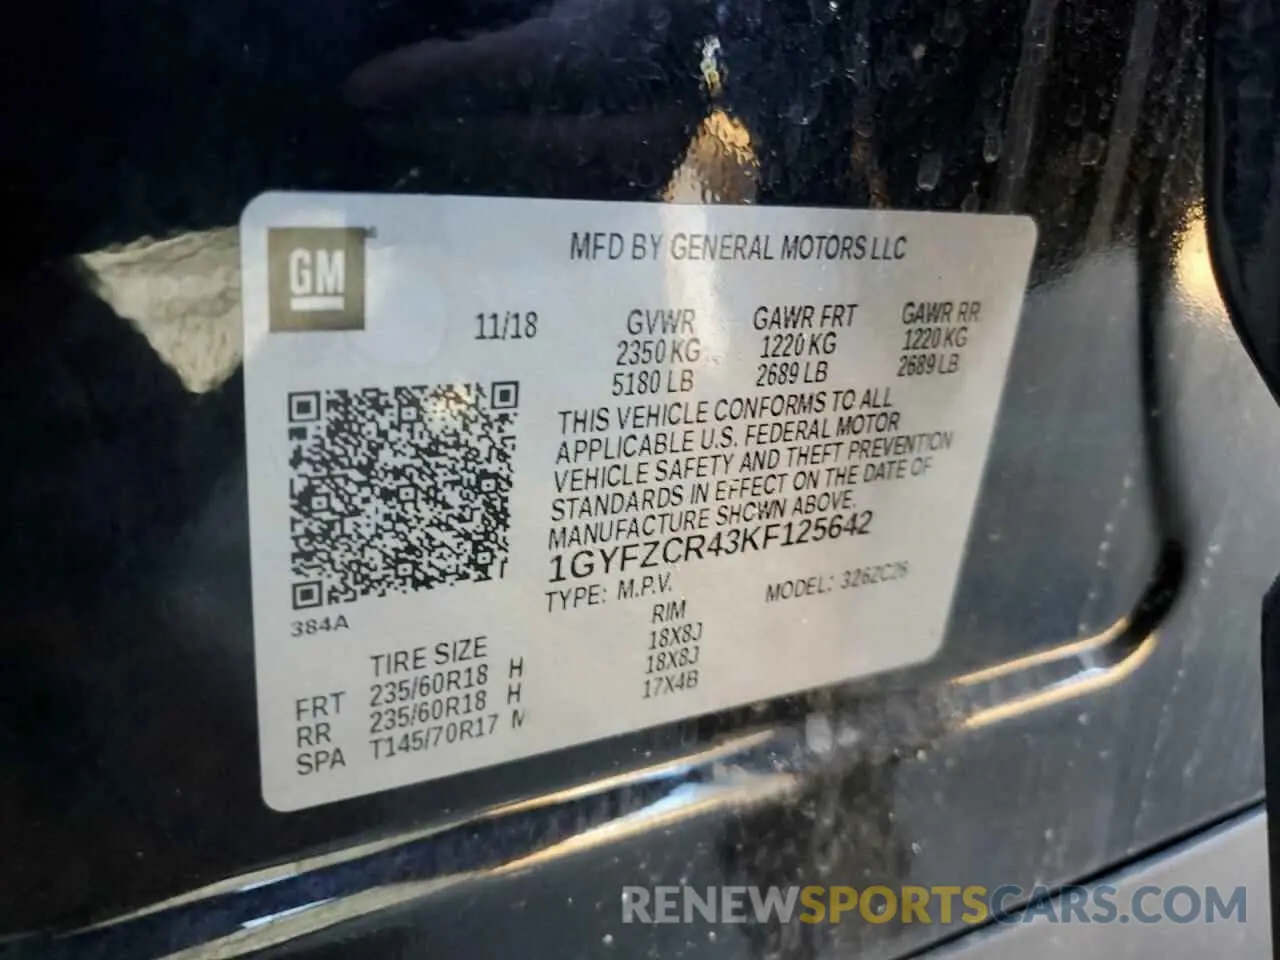 GM
MFD BY GENERAL MOTORS LLC
11/18
GVWR GAWR FRT GAWR RR
2350 KG 1220 KG 1220 KG
5180 LB 2689 LB 2689 LB
THIS VEHICLE CONFORMS TO ALL
APPLICABLE U.S. FEDERAL MOTOR
VEHICLE SAFETY AND THEFT PREVENTION
STANDARDS IN EFFECT ON THE DATE OF
MANUFACTURE SHOWN ABOVE.
1GYFZCR43KF125642
TYPE: M.P.V. MODEL: 3262C26
384A
TIRE SIZE RIM
FRT 235/60R18 H 18X8J
RR 235/60R18 H 18X8J
SPA T145/70R17 M 17X4B
RENEWSPORTSCARS.COM